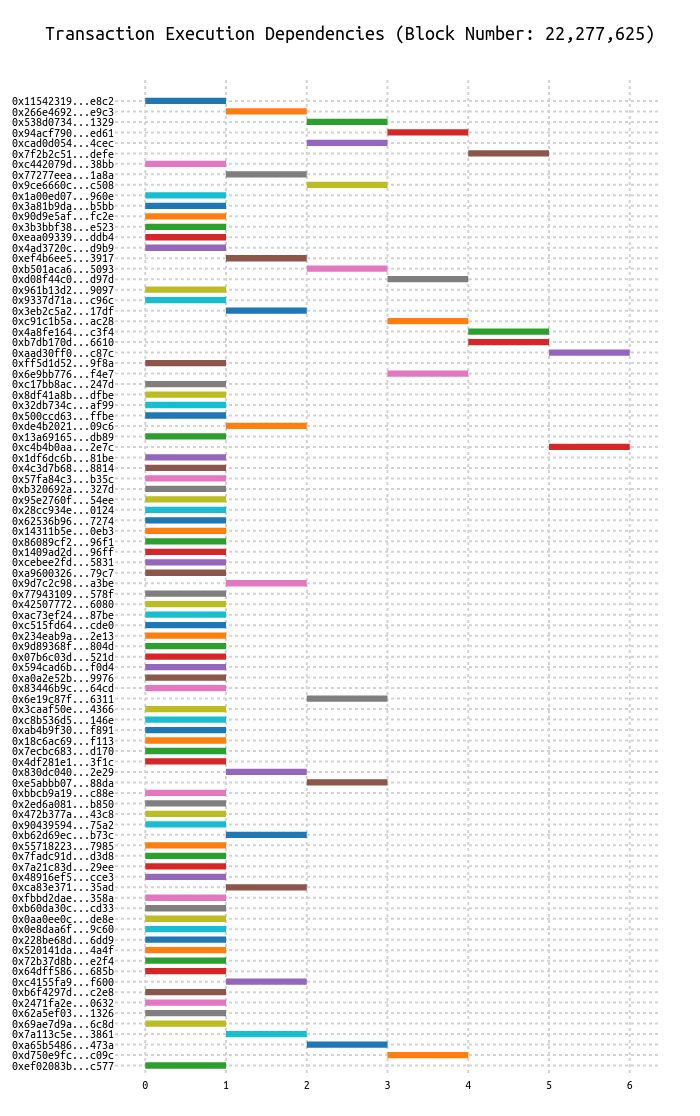 Transaction Execution Dependencies (Block Number: 22,277,625)
0x11542319...e8c2
0x266e4692...e9c3
0x538d0734...1329
0x94acf790...ed61
0xcad0d054...4cec
0x7f2b2c51...defe
0xc442079d...38bb
0x77277eea...1a8a
0x9ce6660c...c508
0x1a00ed07...960e
0x3a81b9da...b5bb
0x90d9e5af...fc2e
0x3b3bbf38...e523
0xeaa09339...ddb4
0x4ad3720c...d9b9
0xef4b6ee5...3917
0xb501aca6...5093
0xd08f44c0...d97d
0x961b13d2...9097
0x9337d71a...c96c
0x3eb2c5a2...17df
0xc91c1b5a...ac28
0x4a8fe164...c3f4
0xb7db170d...6610
0xaad30ff0...c87c
0xff5d1d52...9f8a
0x6e9bb776...f4e7
0xc17bb8ac...247d
0x8df41a8b...dfbe
0x32db734c...af99
0x500ccd63...ffbe
0xde4b2021...09c6
0x13a69165...db89
0xc4b4b0aa...2e7c
0x1df6dc6b...81be
0x4c3d7b68...8814
0x57fa84c3...b35c
0xb320692a...327d
0x95e2760f...54ee
0x28cc934e...0124
0x62536b96...7274
0x14311b5e...0eb3
0x86089cf2...96f1
0x1409ad2d...96ff
0xcebee2fd...5831
0xa9600326...79c7
0x9d7c2c98...a3be
0x77943109...578f
0x42507772...6080
0xac73ef24...87be
0xc515fd64...cde0
0x234eab9a...2e13
0x9d89368f...804d
0x07b6c03d...521d
0x594cad6b...f0d4
0xa0a2e52b...9976
0x83446b9c...64cd
0x6e19c87f...6311
0x3caaf50e...4366
0xc8b536d5...146e
0xab4b9f30...f891
0x18c6ac69...f113
0x7ecbc683...d170
0x4df281e1...3f1c
0x830dc040...2e29
0xe5abbb07...88da
0xbbcb9a19...c88e
0x2ed6a081...b850
0x472b377a...43c8
0x90439594...75a2
0xb62d69ec...b73c
0x55718223...7985
0x7fadc91d...d3d8
0x7a21c83d...29ee
0x48916ef5...cce3
0xca83e371...35ad
0xfbbd2dae...358a
0xb60da30c...cd33
0x0aa0ee0c...de8e
0x0e8daa6f...9c60
0x228be68d...6dd9
0x520141da...4a4f
0x72b37d8b...e2f4
0x64dff586...685b
0xc4155fa9...f600
0xb6f4297d...c2e8
0x2471fa2e...0632
0x62a5ef03...1326
0x69ae7d9a...6c8d
0x7a113c5e...3861
0xa65b5486...473a
0xd750e9fc...c09c
0xef02083b...c577
0 1 2 3 4 5 6